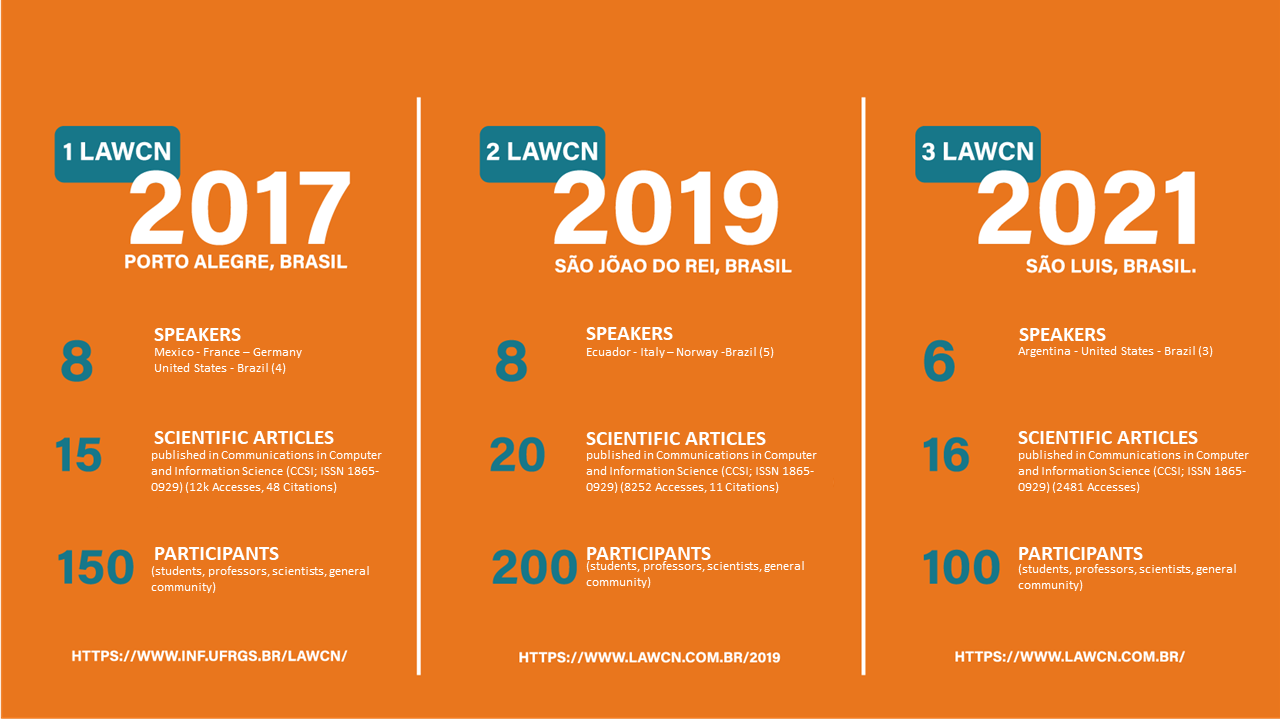 1 LAWCN
2017
PORTO ALEGRE, BRASIL
8
SPEAKERS
Mexico - France – Germany
United States - Brazil (4)
15
SCIENTIFIC ARTICLES
published in Communications in Computer
and Information Science (CCSI; ISSN 1865-
0929) (12k Accesses, 48 Citations)
150
PARTICIPANTS
(students, professors, scientists, general
community)
HTTPS://WWW.INF.UFRGS.BR/LAWCN/
2 LAWCN
2019
SÃO JÕAO DO REI, BRASIL
8
SPEAKERS
Ecuador - Italy – Norway -Brazil (5)
20
SCIENTIFIC ARTICLES
published in Communications in Computer
and Information Science (CCSI; ISSN 1865-
0929) (8252 Accesses, 11 Citations)
200
PARTICIPANTS
(students, professors, scientists, general
community)
HTTPS://WWW.LAWCN.COM.BR/2019
3 LAWCN
2021
SÃO LUIS, BRASIL.
6
SPEAKERS
Argentina - United States - Brazil (3)
16
SCIENTIFIC ARTICLES
published in Communications in Computer
and Information Science (CCSI; ISSN 1865-
0929) (2481 Accesses)
100
PARTICIPANTS
(students, professors, scientists, general
community)
HTTPS://WWW.LAWCN.COM.BR/